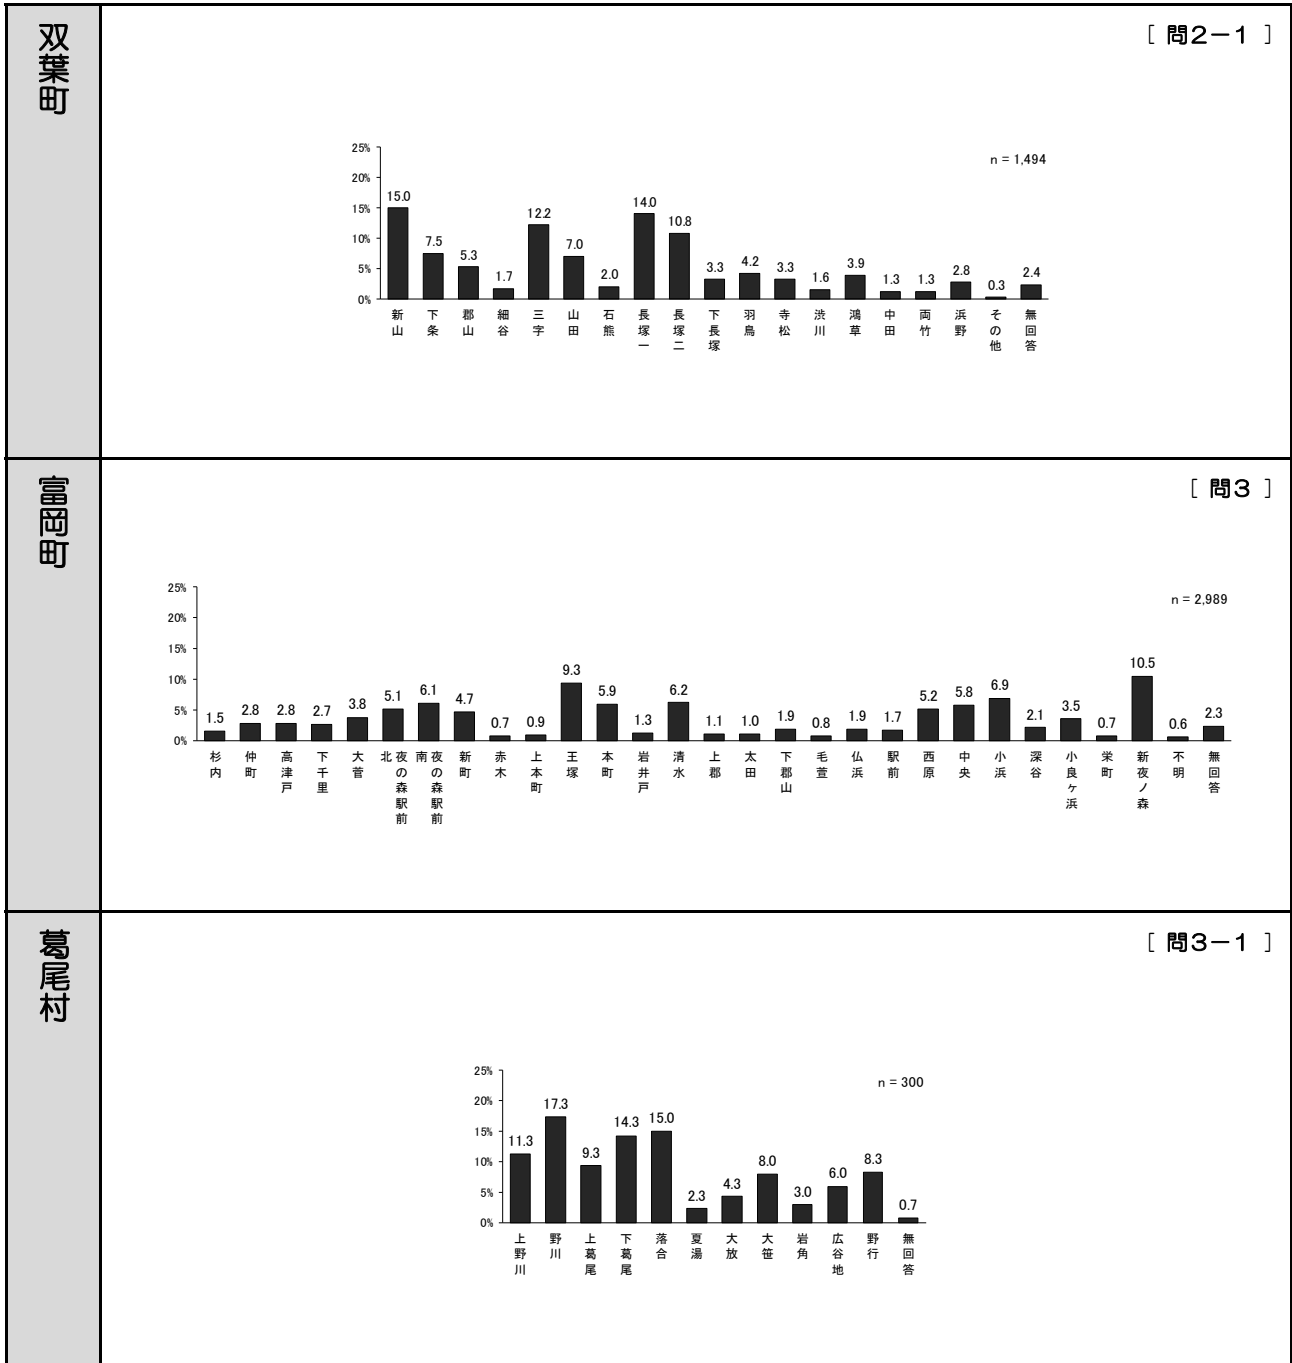 双葉町
［ 問２－１ ］
n = 1,494
25%
20%
15%
10%
5%
0%
15.0
7.5
5.3
1.7
12.2
7.0
2.0
14.0
10.8
3.3
4.2
3.3
1.6
3.9
1.3
1.3
2.8
0.3
2.4
新山
下条
郡山
細谷
三字
山田
石熊
長塚一
長塚二
下長塚
羽鳥
寺松
渋川
鴻草
中田
両竹
浜野
その他
無回答
富岡町
［ 問３ ］
n = 2,989
25%
20%
15%
10%
5%
0%
1.5
2.8
2.8
2.7
3.8
5.1
6.1
4.7
0.7
0.9
9.3
5.9
1.3
6.2
1.1
1.0
1.9
0.8
1.9
1.7
5.2
5.8
6.9
2.1
3.5
0.7
10.5
0.6
2.3
杉内
仲町
高津戸
下千里
大菅
夜の森駅前
北
夜の森駅前
南
新町
赤木
上本町
王塚
本町
岩井戸
清水
上郡
太田
下郡山
毛萱
仏浜
駅前
西原
中央
小浜
深谷
小良ヶ浜
栄町
新夜ノ森
不明
無回答
葛尾村
［ 問３－１ ］
n = 300
25%
20%
15%
10%
5%
0%
11.3
17.3
9.3
14.3
15.0
2.3
4.3
8.0
3.0
6.0
8.3
0.7
上野川
野川
上葛尾
下葛尾
落合
夏湯
大放
大笹
岩角
広谷地
野行
無回答